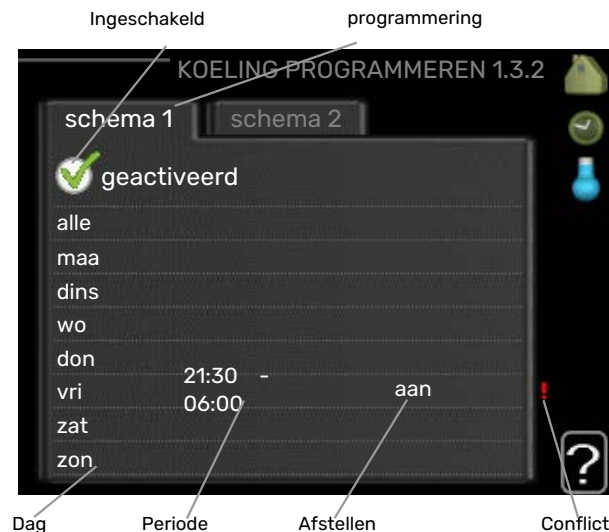 Ingeschakeld programmering
KOELING PROGRAMMEREN 1.3.2
schema 1 schema 2
geactiveerd
alle
maa
dins
wo
don
vri 21:30 - 06:00 aan !
zat
zon
?
Dag Periode Afstellen Conflict